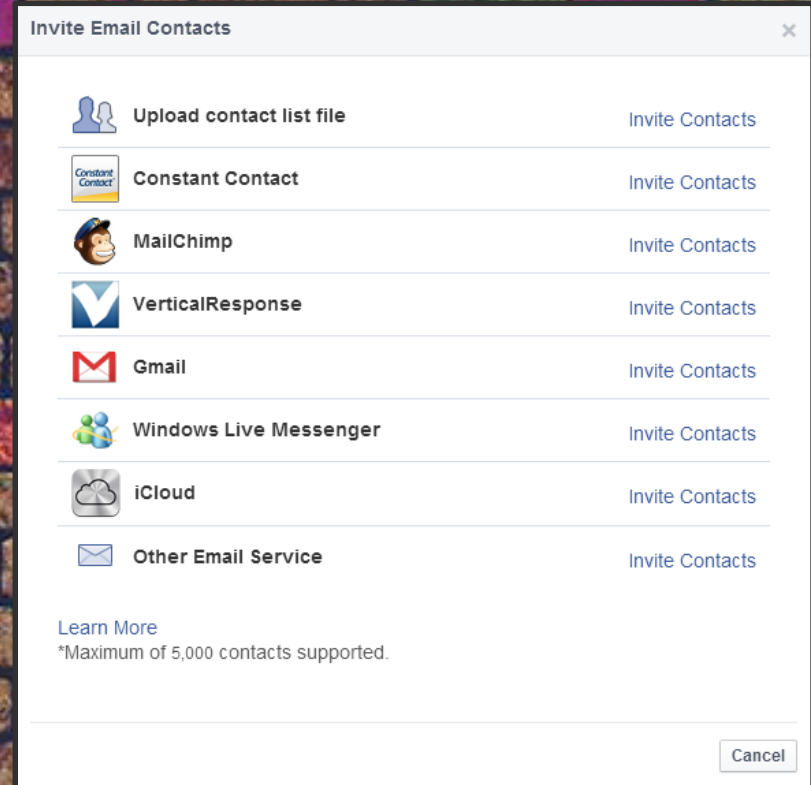 Invite Email Contacts ×
Upload contact list file Invite Contacts
Constant Contact Constant Contact Invite Contacts
MailChimp Invite Contacts
VerticalResponse Invite Contacts
Gmail Invite Contacts
Windows Live Messenger Invite Contacts
iCloud Invite Contacts
Other Email Service Invite Contacts
Learn More
*Maximum of 5,000 contacts supported.
Cancel